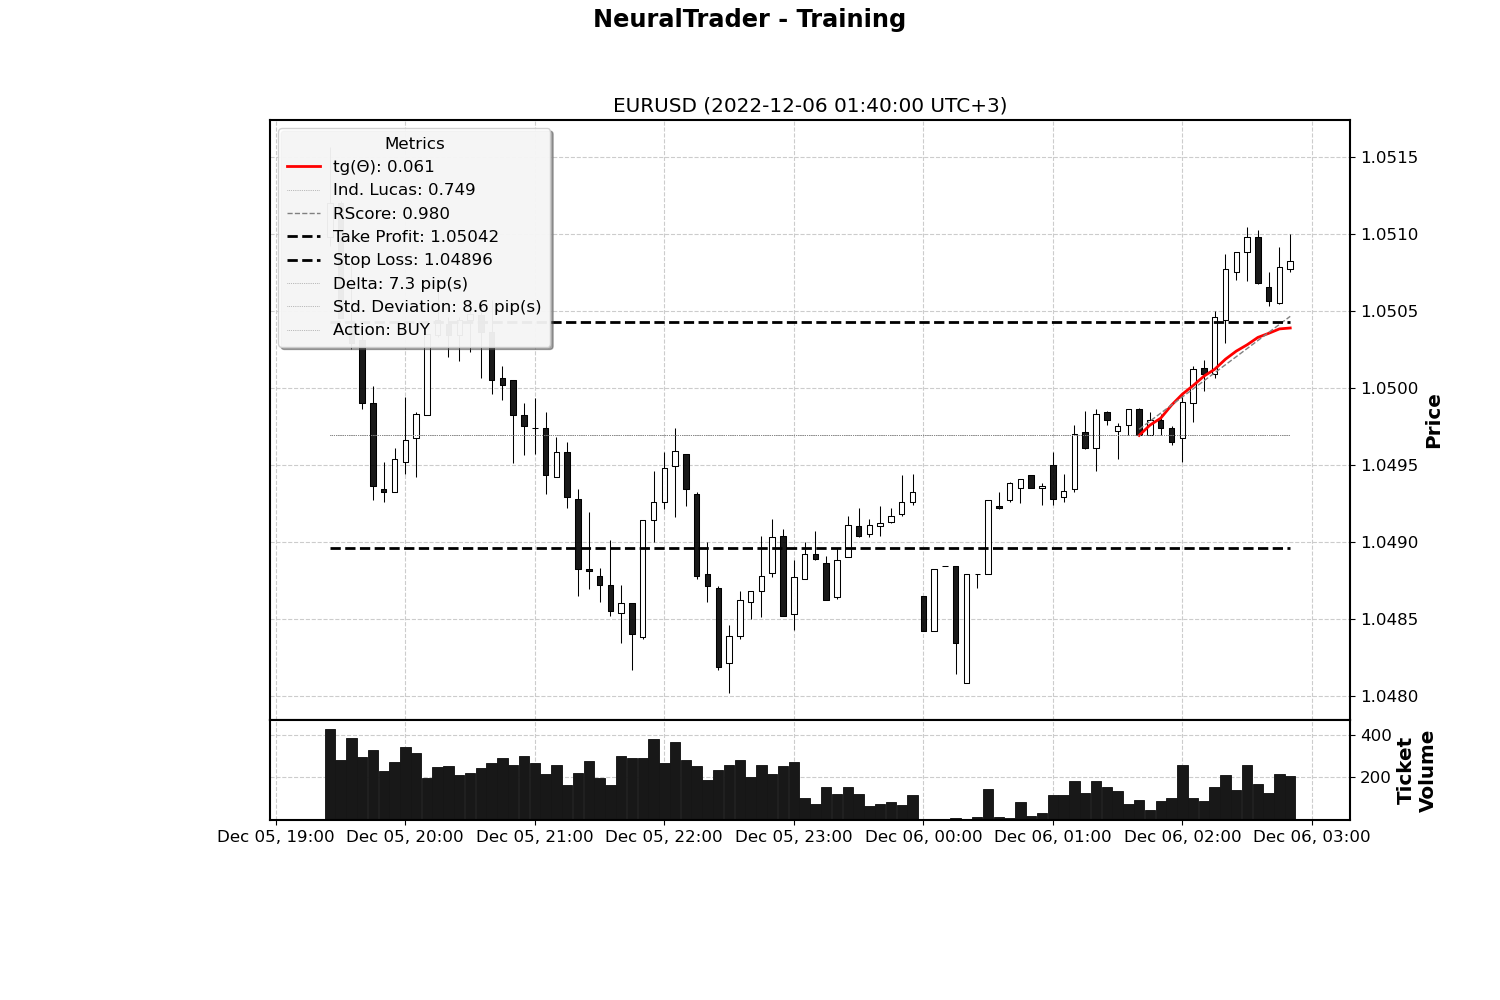 NeuralTrader - Training
EURUSD (2022-12-06 01:40:00 UTC+3)
Metrics
tg(Θ): 0.061
Ind. Lucas: 0.749
RScore: 0.980
Take Profit: 1.05042
Stop Loss: 1.04896
Delta: 7.3 pip(s)
Std. Deviation: 8.6 pip(s)
Action: BUY
1.0515
1.0510
1.0505
1.0500
1.0495
1.0490
1.0485
1.0480
Price
400
200
Ticket
Volume
Dec 05, 19:00
Dec 05, 20:00
Dec 05, 21:00
Dec 05, 22:00
Dec 05, 23:00
Dec 06, 00:00
Dec 06, 01:00
Dec 06, 02:00
Dec 06, 03:00